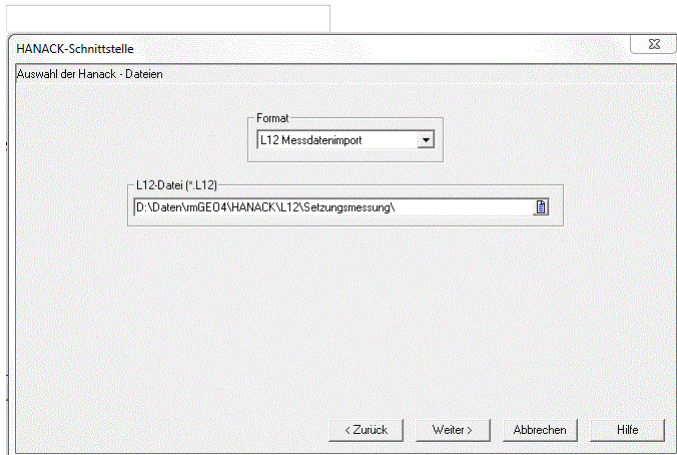 HANACK-Schnittstelle
Auswahl der Hanack - Dateien
Format
L12 Messdatenimport
L12-Datei (*.L12)
D:\Daten\rmGEO4\HANACK\L12\Setzungsmessung\
< Zurück Weiter > Abbrechen Hilfe